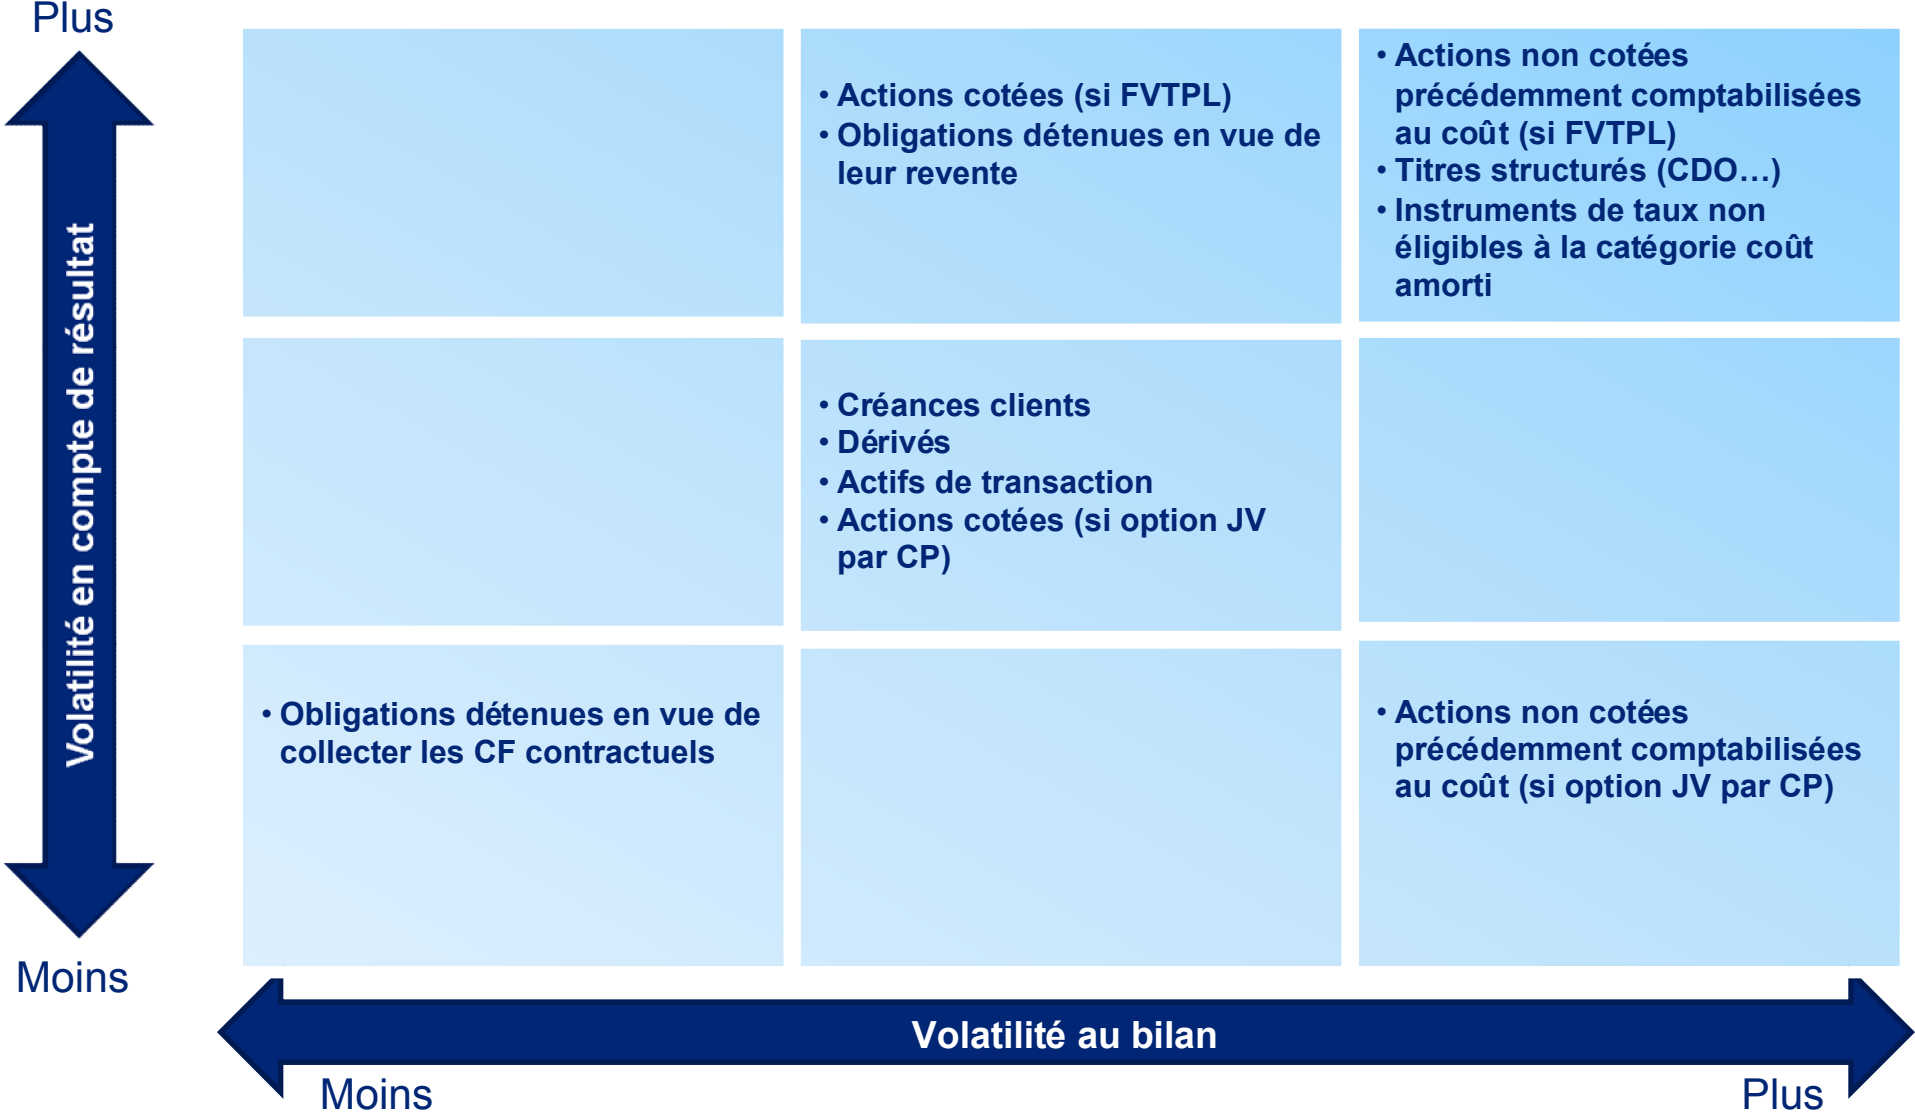 Plus
Volatilité en compte de résultat
Moins
• Actions cotées (si FVTPL)
• Obligations détenues en vue de
leur revente
• Actions non cotées
précédemment comptabilisées
au coût (si FVTPL)
• Titres structurés (CDO…)
• Instruments de taux non
éligibles à la catégorie coût
amorti
• Créances clients
• Dérivés
• Actifs de transaction
• Actions cotées (si option JV
par CP)
• Obligations détenues en vue de
collecter les CF contractuels
• Actions non cotées
précédemment comptabilisées
au coût (si option JV par CP)
Volatilité au bilan
Moins
Plus